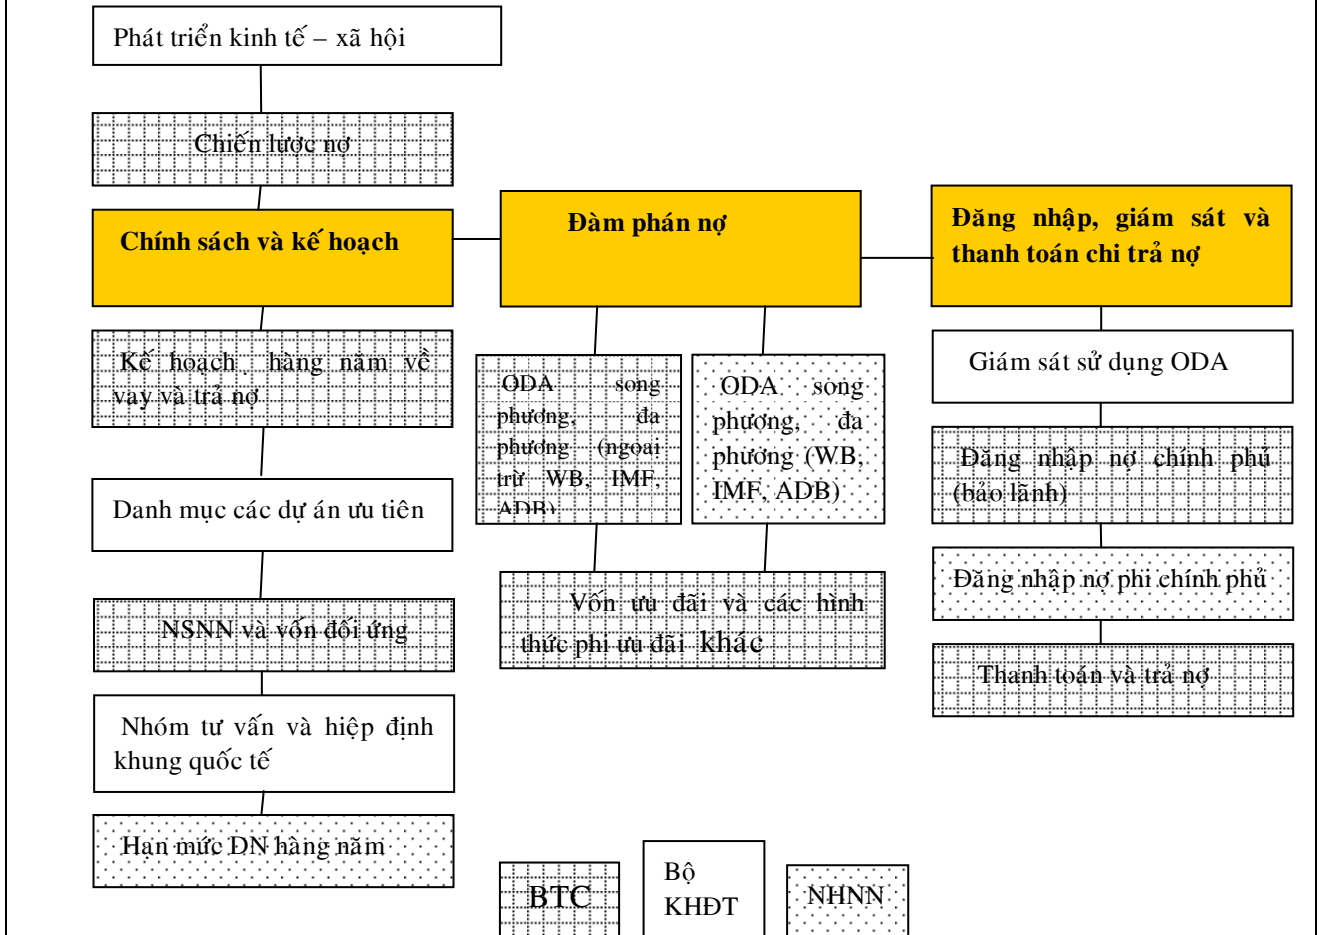 Phát triển kinh tế – xã hội
Chiến lược nợ
Chính sách và kế hoạch
Kế hoạch hàng năm về
vay và trả nợ
Danh mục các dự án ưu tiên
NSNN và vốn đối ứng
Nhóm tư vấn và hiệp định
khung quốc tế
Hạn mức DN hàng năm
Đàm phán nợ
ODA song
phương, đa
phương (ngoại
trừ WB, IMF,
ADB)
ODA song
phương, đa
phương (WB,
IMF, ADB)
Vốn ưu đãi và các hình
thức phi ưu đãi khác
Đăng nhập, giám sát và
thanh toán chi trả nợ
Giám sát sử dụng ODA
Đăng nhập nợ chính phủ
(bảo lãnh)
Đăng nhập nợ phi chính phủ
Thanh toán và trả nợ
BTC
Bộ
KHĐT
NHNN